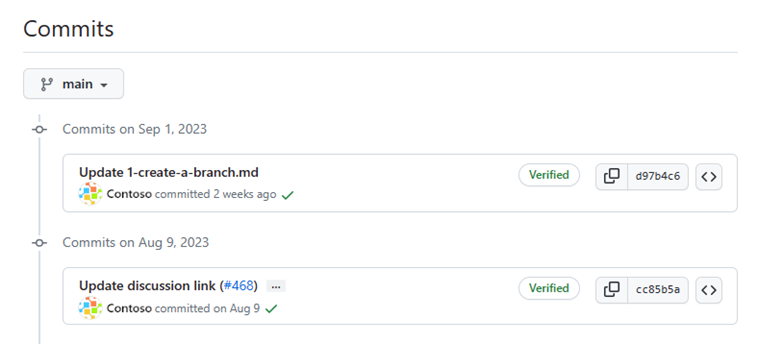 Commits
main
Commits on Sep 1, 2023
Update 1-create-a-branch.md
Verified
d97b4c6
Contoso committed 2 weeks ago
Commits on Aug 9, 2023
Update discussion link (#468) ...
Verified
cc85b5a
Contoso committed on Aug 9